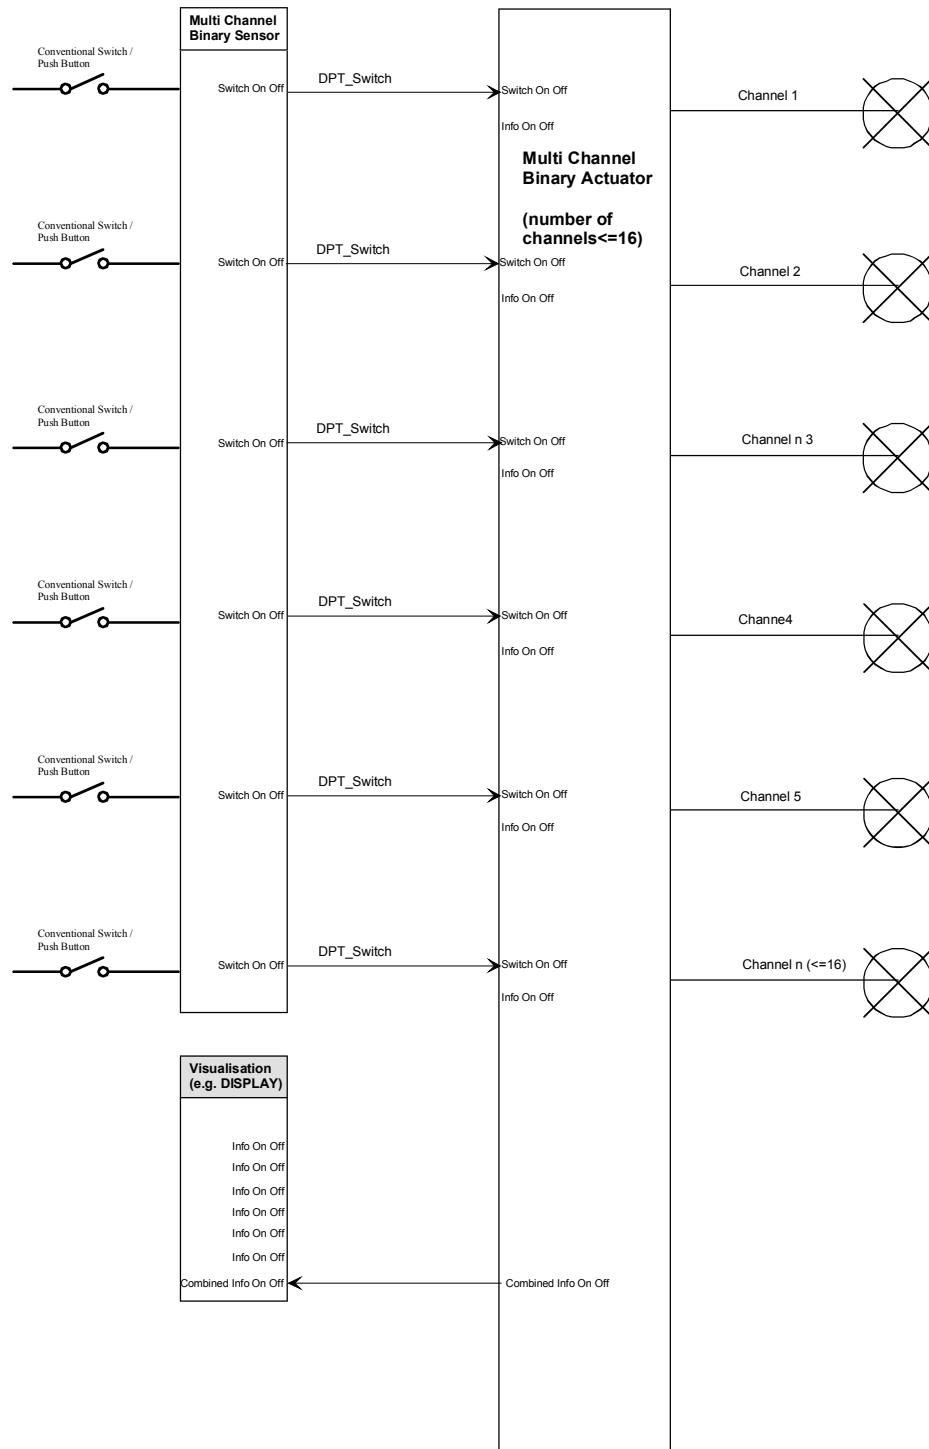 Multi Channel
Binary Sensor
Conventional Switch /
Push Button
Switch On Off
DPT_Switch
Switch On Off
Channel 1
Info On Off
Multi Channel
Binary Actuator
(number of
channels<=16)
Conventional Switch /
Push Button
Switch On Off
DPT_Switch
Switch On Off
Channel 2
Info On Off
Conventional Switch /
Push Button
Switch On Off
DPT_Switch
Switch On Off
Channel n 3
Info On Off
Conventional Switch /
Push Button
Switch On Off
DPT_Switch
Switch On Off
Channe4
Info On Off
Conventional Switch /
Push Button
Switch On Off
DPT_Switch
Switch On Off
Channel 5
Info On Off
Conventional Switch /
Push Button
Switch On Off
DPT_Switch
Switch On Off
Channel n (<=16)
Info On Off
Visualisation
(e.g. DISPLAY)
Info On Off
Info On Off
Info On Off
Info On Off
Info On Off
Info On Off
Combined Info On Off
Combined Info On Off